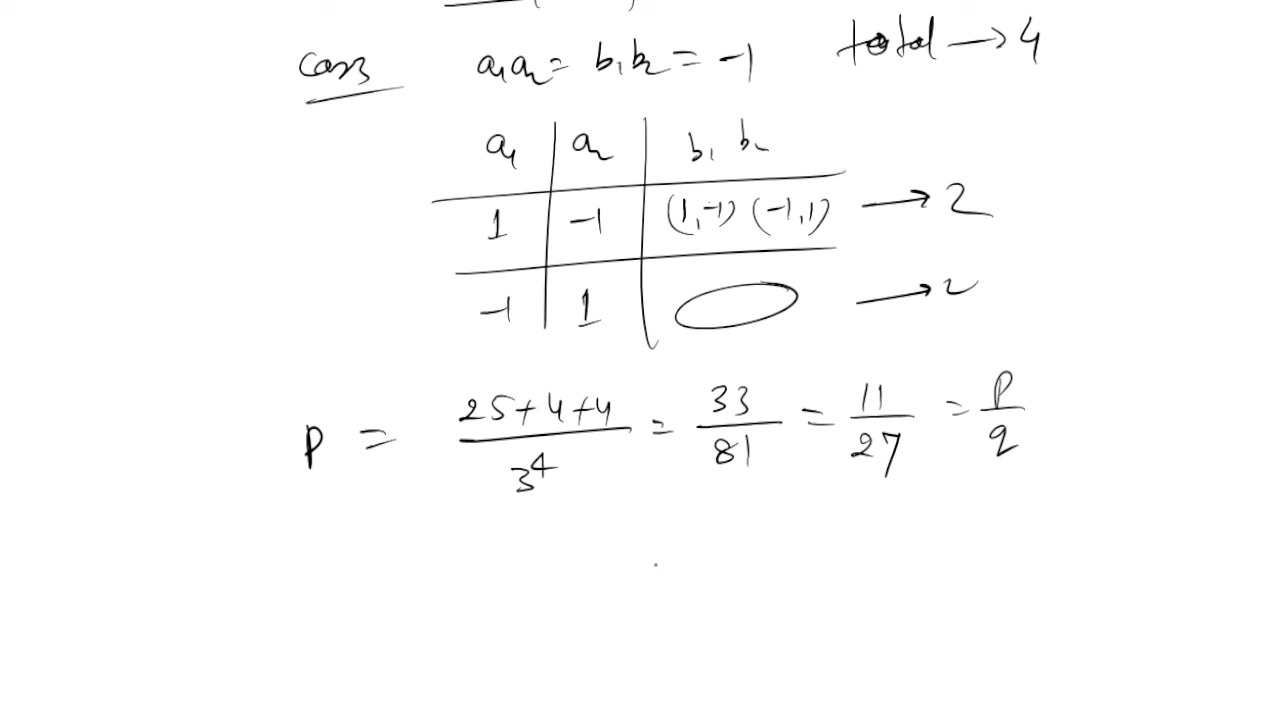 Case a₁a₂ = b₁b₂ = -1 total → 4
a₁ a₂ b₁ b₂
1 -1 (1,-1) (-1,1) → 2
-1 1 → 2
P = 25+4+4 / 3⁴ = 33 / 81 = 11 / 27 = P / q